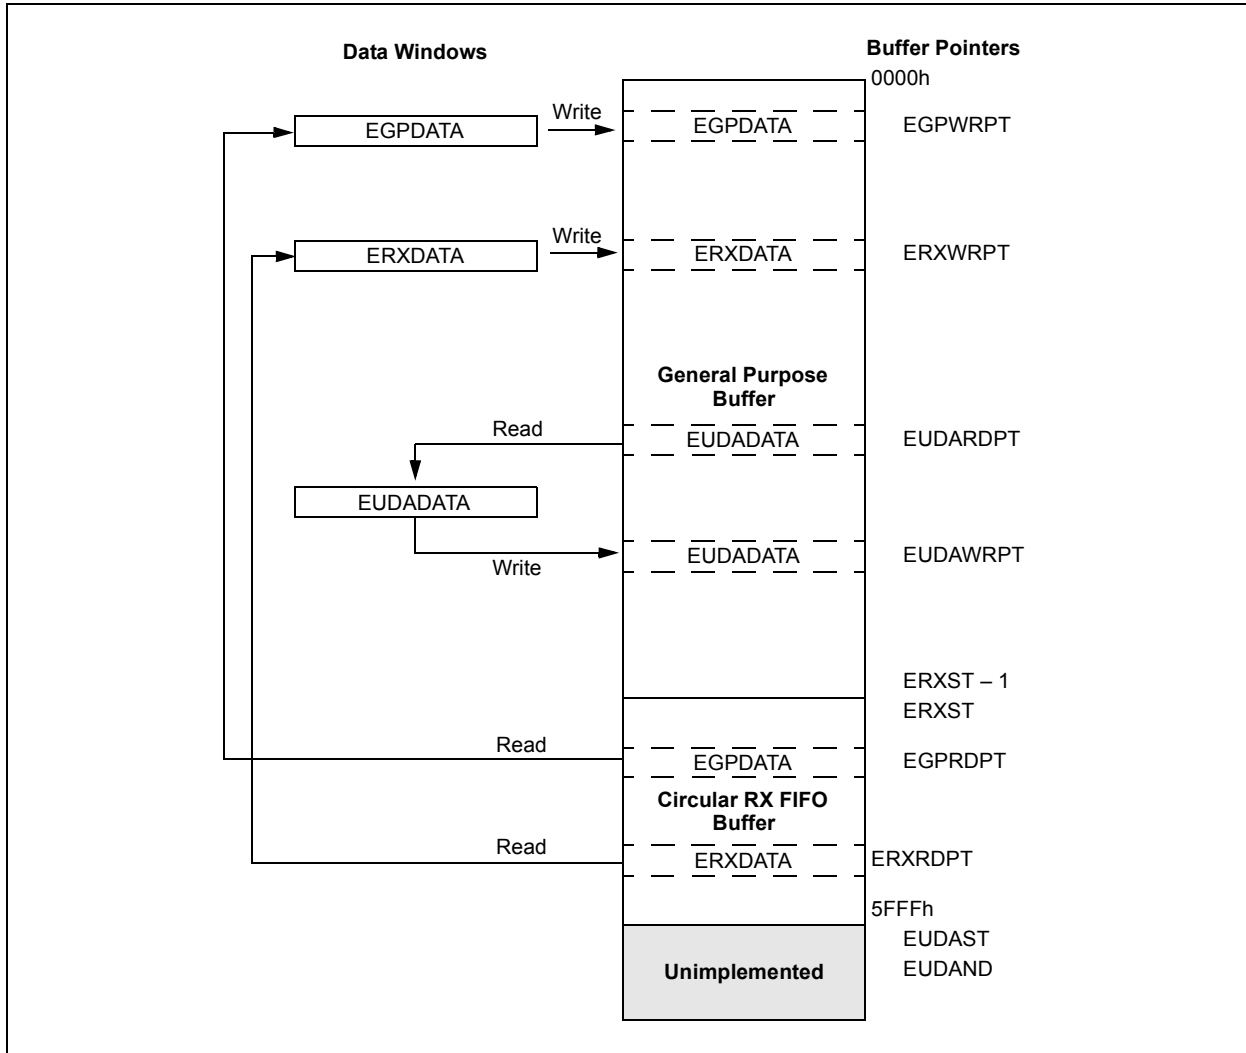 Data Windows
Buffer Pointers
0000h
Write
EGPDATA
EGPDATA
EGPWRPT
Write
ERXDATA
ERXDATA
ERXWRPT
General Purpose
Buffer
Read
EUDADATA
EUDARDPT
EUDADATA
Write
EUDADATA
EUDAWRPT
ERXST – 1
ERXST
Read
EGPDATA
EGPRDPT
Circular RX FIFO
Buffer
Read
ERXDATA
ERXRDPT
5FFFh
EUDAST
Unimplemented
EUDAND